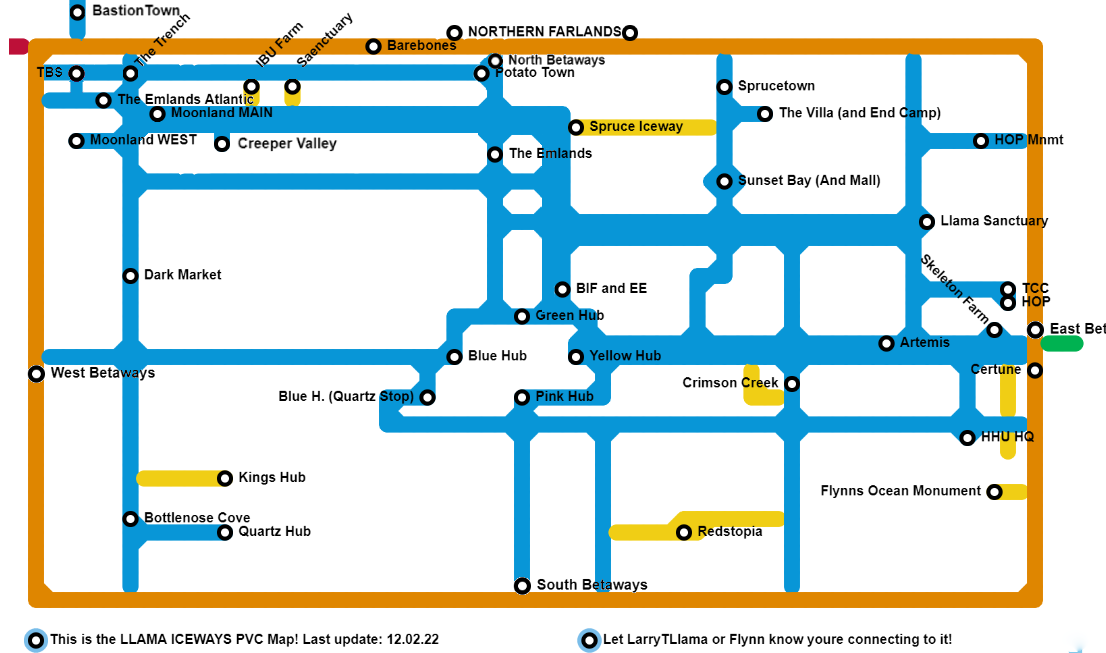 BastionTown
The Trench
IBU Farm
Saenctuary
NORTHERN FARLANDS
Barebones
North Betaways
TBS
Potato Town
Sprucetown
The Emlands Atlantic
Moonland MAIN
The Villa (and End Camp)
Spruce Iceway
Moonland WEST
Creeper Valley
HOP Mnmt
The Emlands
Sunset Bay (And Mall)
Llama Sanctuary
Skeleton Farm
Dark Market
BIF and EE
TCC
HOP
Green Hub
East Bet
Artemis
Blue Hub
Yellow Hub
West Betaways
Certune
Crimson Creek
Blue H. (Quartz Stop)
Pink Hub
HHU HQ
Kings Hub
Flynns Ocean Monument
Bottlenose Cove
Quartz Hub
Redstopia
South Betaways
This is the LLAMA ICEWAYS PVC Map! Last update: 12.02.22
Let LarryTLlama or Flynn know youre connecting to it!